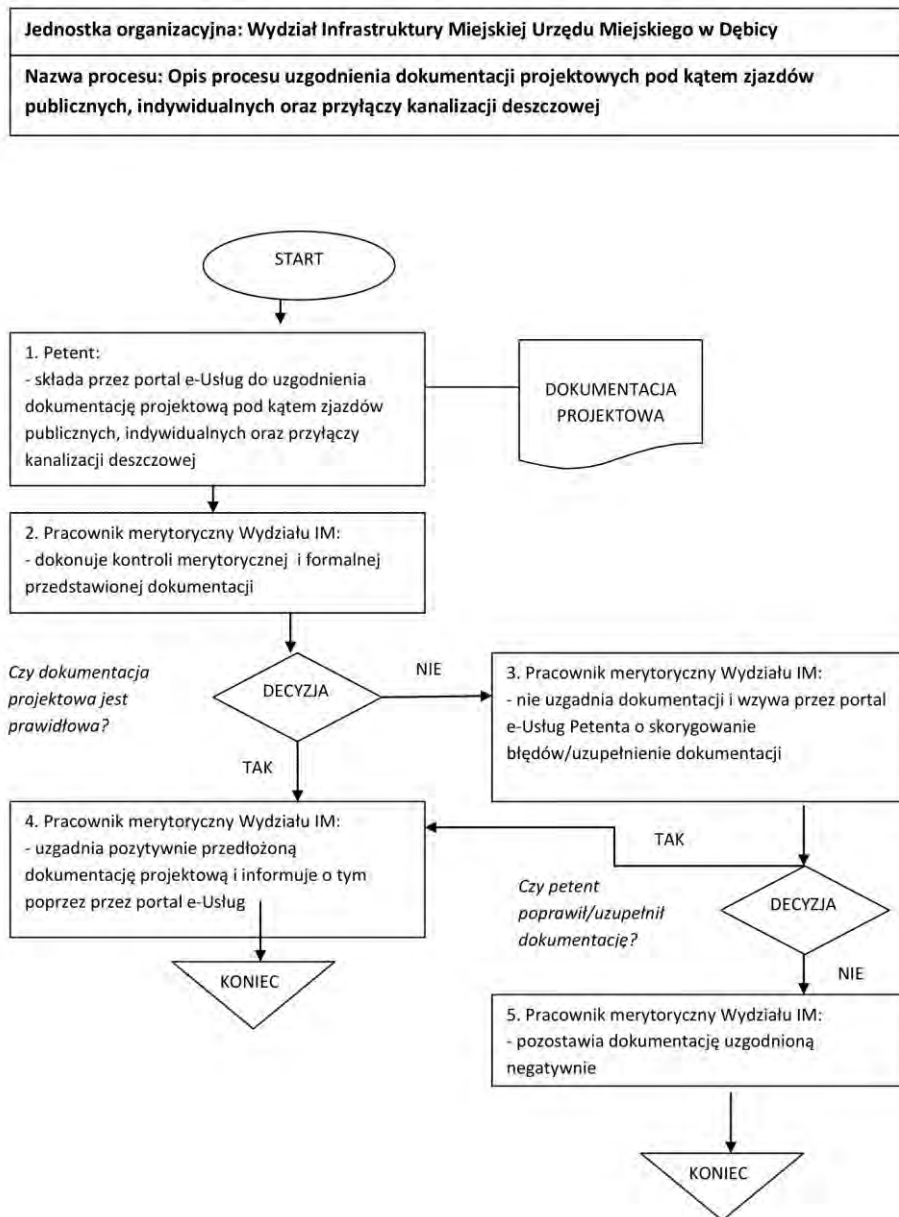 Jednostka organizacyjna: Wydział Infrastruktury Miejskiej Urzędu Miejskiego w Dębicy
Nazwa procesu: Opis procesu uzgodnienia dokumentacji projektowych pod kątem zjazdów
publicznych, indywidualnych oraz przyłączy kanalizacji deszczowej
START
1. Petent:
- składa przez portal e-Usług do uzgodnienia
dokumentację projektową pod kątem zjazdów
publicznych, indywidualnych oraz przyłączy
kanalizacji deszczowej
DOKUMENTACJA
PROJEKTOWA
2. Pracownik merytoryczny Wydziału IM:
- dokonuje kontroli merytorycznej i formalnej
przedstawionej dokumentacji
Czy dokumentacja
projektowa jest
prawidłowa?
DECYZJA
NIE
TAK
3. Pracownik merytoryczny Wydziału IM:
- nie uzgadnia dokumentacji i wzywa przez portal
e-Usług Petenta o skorygowanie
błędów/uzupełnienie dokumentacji
4. Pracownik merytoryczny Wydziału IM:
- uzgadnia pozytywnie przedłożoną
dokumentację projektową i informuje o tym
poprzez przez portal e-Usług
KONIEC
TAK
Czy petent
poprawił/uzupełnił
dokumentację?
DECYZJA
NIE
5. Pracownik merytoryczny Wydziału IM:
- pozostawia dokumentację uzgodnioną
negatywnie
KONIEC